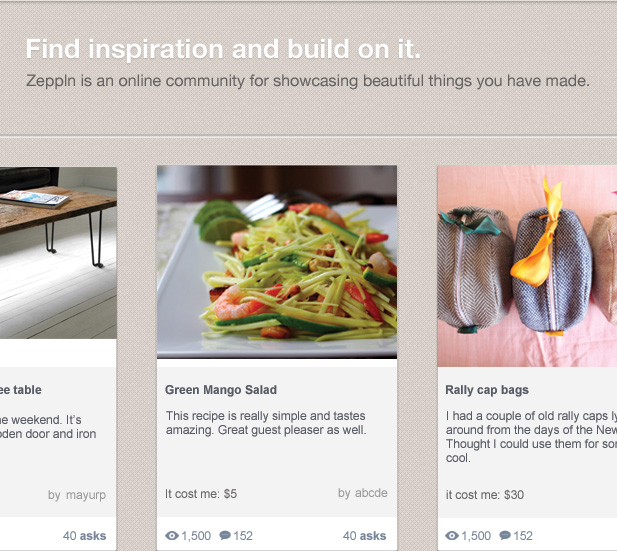 Find inspiration and build on it.
Zeppln is an online community for showcasing beautiful things you have made.
table
weekend. It's
door and iron
by mayurp
40 asks
Green Mango Salad
This recipe is really simple and tastes
amazing. Great guest pleaser as well.
It cost me: $5
by abcde
1,500 152
40 asks
Rally cap bags
I had a couple of old rally caps
around from the days of the New
Thought I could use them for
cool.
it cost me: $30
1,500 152